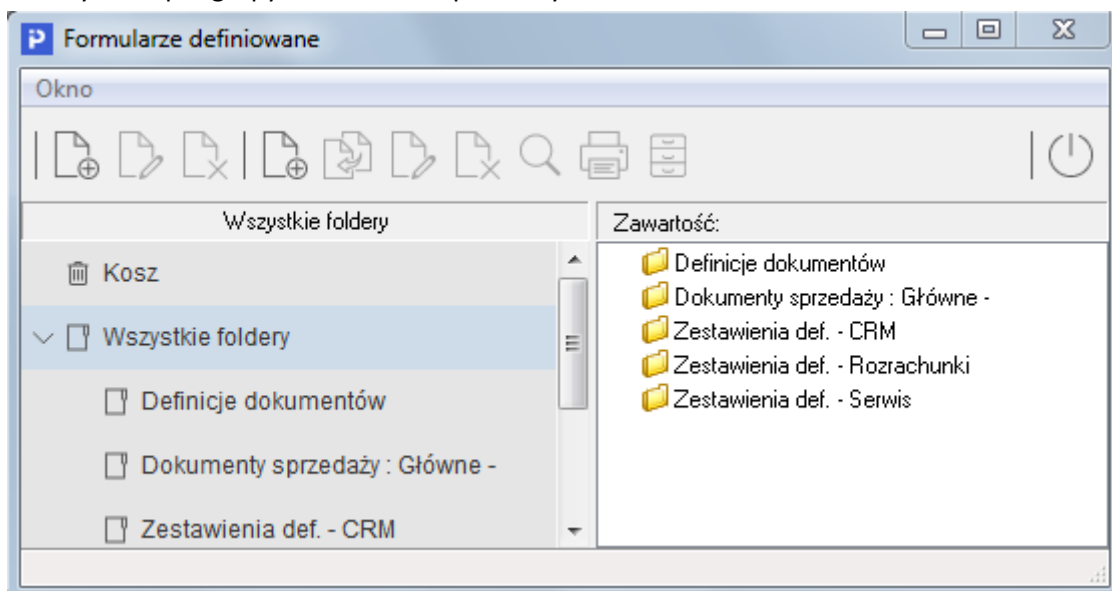 Formularze definiowane
Okno
Wszystkie foldery
Zawartość:
Kosz
Wszystkie foldery
Definicje dokumentów
Dokumenty sprzedaży : Główne -
Zestawienia def. - CRM
Definicje dokumentów
Dokumenty sprzedaży : Główne -
Zestawienia def. - CRM
Zestawienia def. - Rozrachunki
Zestawienia def. - Serwis